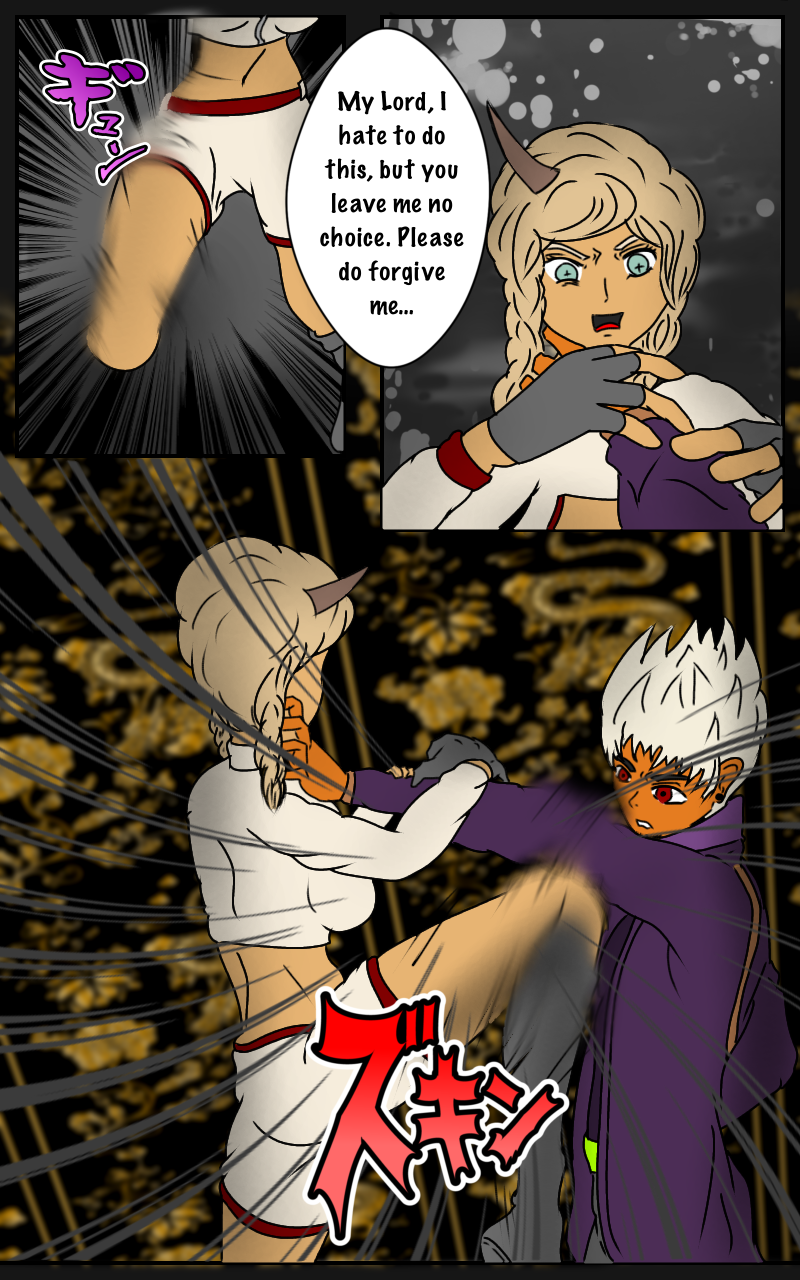 ギュン
My Lord, I
hate to do
this, but you
leave me no
choice. Please
do forgive
me...
ズキン